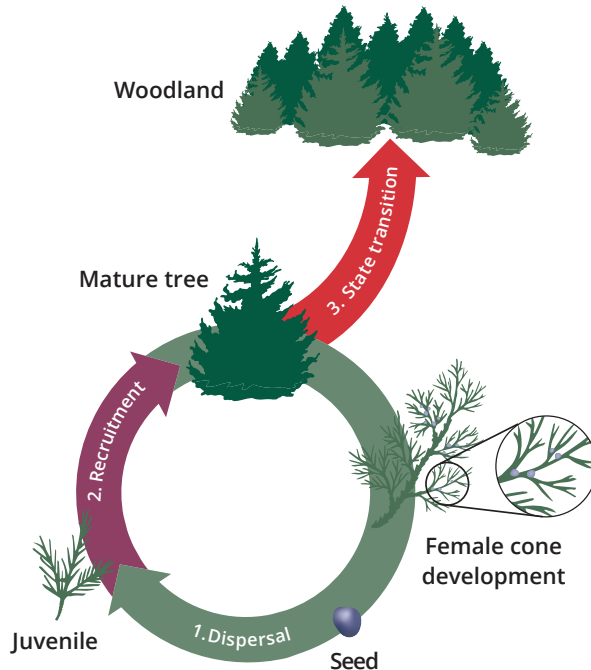 Woodland
3. State transition
Mature tree
2. Recruitment
Female cone
development
Juvenile
1.Dispersal
Seed